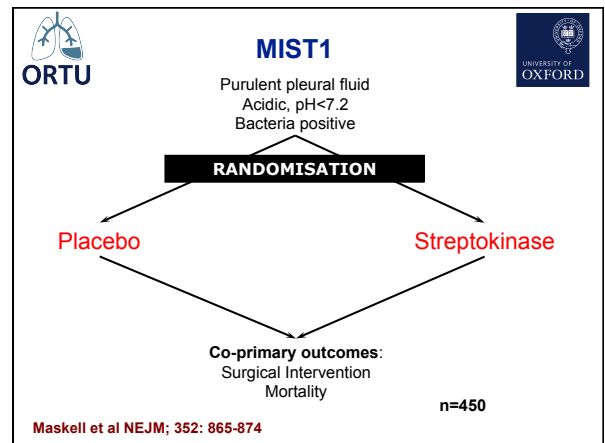 ORTU
MIST1
UNIVERSITY OF
OXFORD
Purulent pleural fluid
Acidic, pH<7.2
Bacteria positive
RANDOMISATION
Placebo
Streptokinase
Co-primary outcomes:
Surgical Intervention
Mortality
n=450
Maskell et al NEJM; 352: 865-874